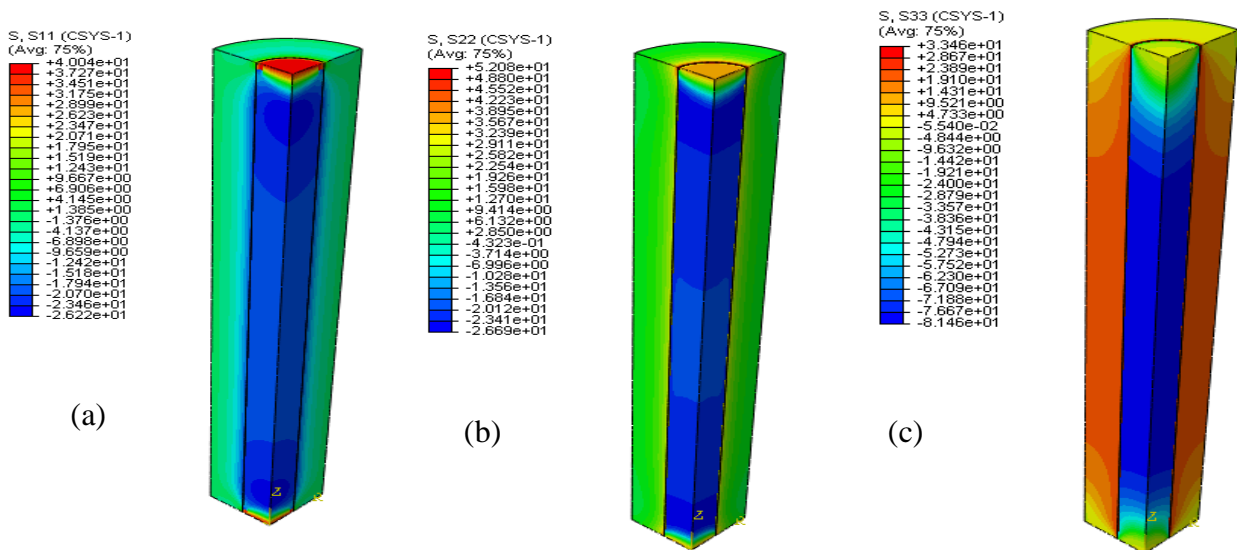 S, S11 (CSYS-1)
(Avg: 75%)
+4.004e+01
+3.727e+01
+3.451e+01
+3.175e+01
+2.899e+01
+2.623e+01
+2.347e+01
+2.071e+01
+1.795e+01
+1.519e+01
+1.243e+01
+9.667e+00
+6.906e+00
+4.145e+00
+1.385e+00
-1.376e+00
-4.137e+00
-6.898e+00
-9.659e+00
-1.242e+01
-1.518e+01
-1.794e+01
-2.070e+01
-2.346e+01
-2.622e+01
(a)
Z
R
S, S22 (CSYS-1)
(Avg: 75%)
+5.208e+01
+4.880e+01
+4.552e+01
+4.223e+01
+3.895e+01
+3.567e+01
+3.239e+01
+2.911e+01
+2.582e+01
+2.254e+01
+1.926e+01
+1.598e+01
+1.270e+01
+9.414e+00
+6.132e+00
+2.850e+00
-4.323e-01
-3.714e+00
-6.996e+00
-1.028e+01
-1.356e+01
-1.684e+01
-2.012e+01
-2.341e+01
-2.669e+01
(b)
Z
R
S, S33 (CSYS-1)
(Avg: 75%)
+3.346e+01
+2.867e+01
+2.389e+01
+1.910e+01
+1.431e+01
+9.521e+00
+4.733e+00
-5.540e-02
-4.844e+00
-9.632e+00
-1.442e+01
-1.921e+01
-2.400e+01
-2.879e+01
-3.357e+01
-3.836e+01
-4.315e+01
-4.794e+01
-5.273e+01
-5.752e+01
-6.230e+01
-6.709e+01
-7.188e+01
-7.667e+01
-8.146e+01
(c)
Z
R